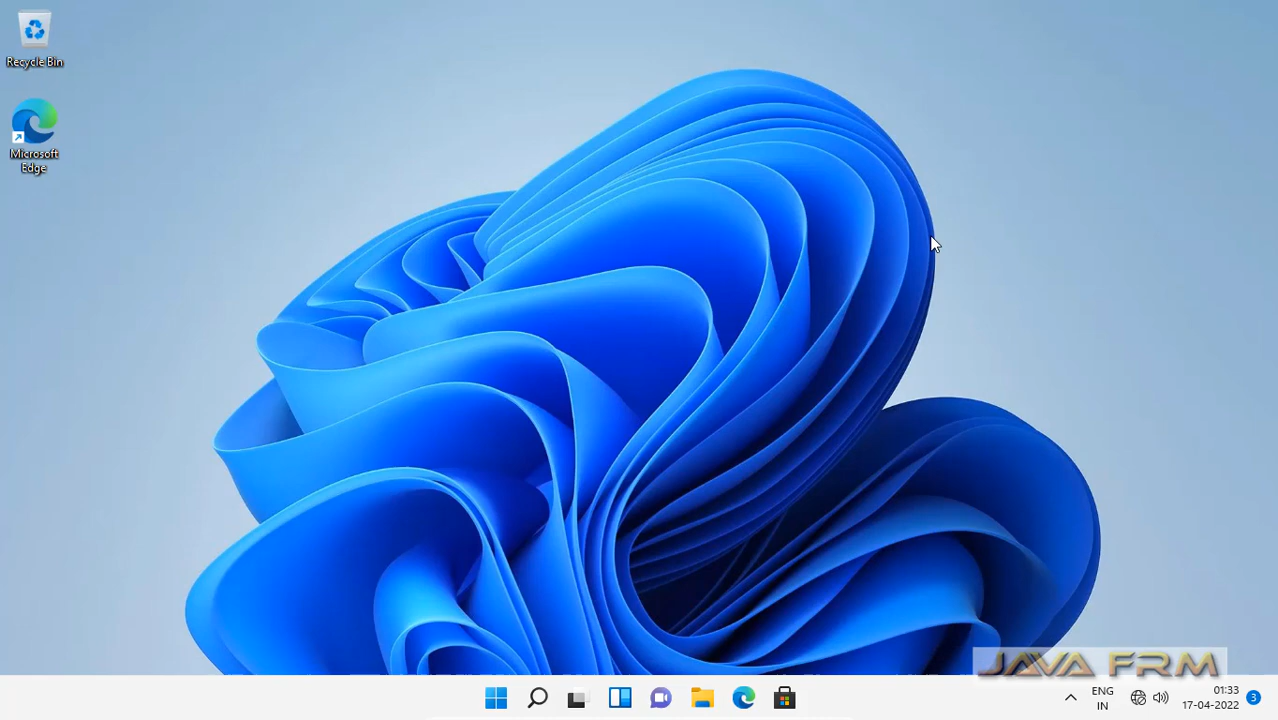 Recycle Bin
Microsoft
Edge
JAVA FRM
ENG
IN
01:33
17-04-2022
3